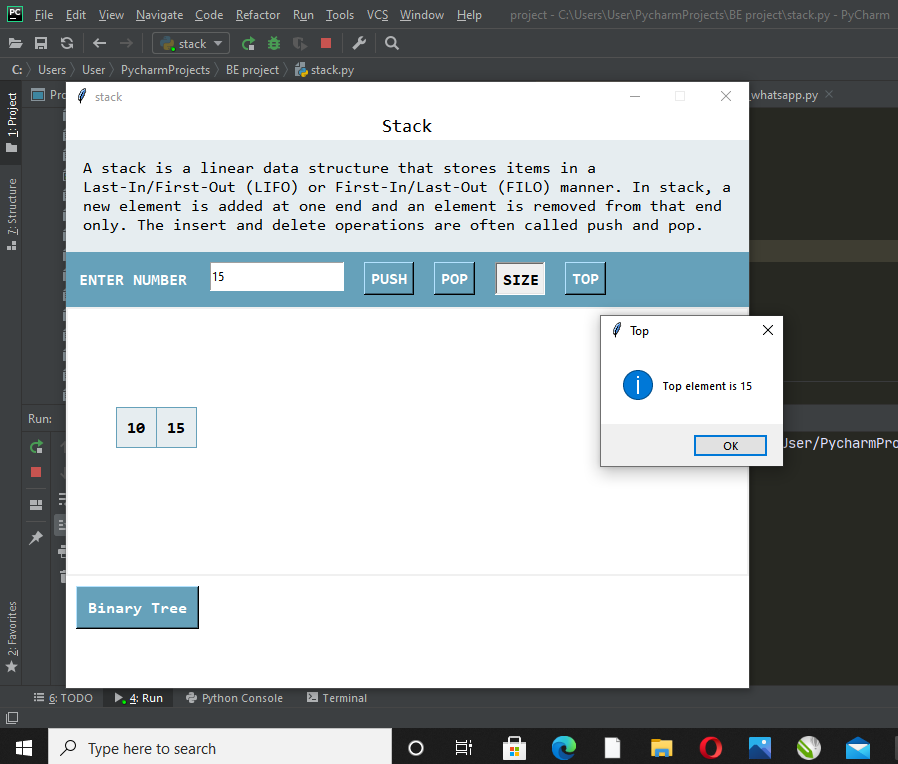 PC File Edit View Navigate Code Refactor Run Tools VCS Window Help project - C:\Users\User\PycharmProjects\BE project\stack.py - PyCharm
stack
C: Users User PycharmProjects BE project stack.py
1: Project
7: Structure
2: Favorites
Pro
_whatsapp.py
stack
Stack
A stack is a linear data structure that stores items in a
Last-In/First-Out (LIFO) or First-In/Last-Out (FILO) manner. In stack, a
new element is added at one end and an element is removed from that end
only. The insert and delete operations are often called push and pop.
ENTER NUMBER 15 PUSH POP SIZE TOP
Top
Top element is 15
OK
10 15
Run:
User/PycharmPro
Binary Tree
6: TODO 4: Run Python Console Terminal
Type here to search